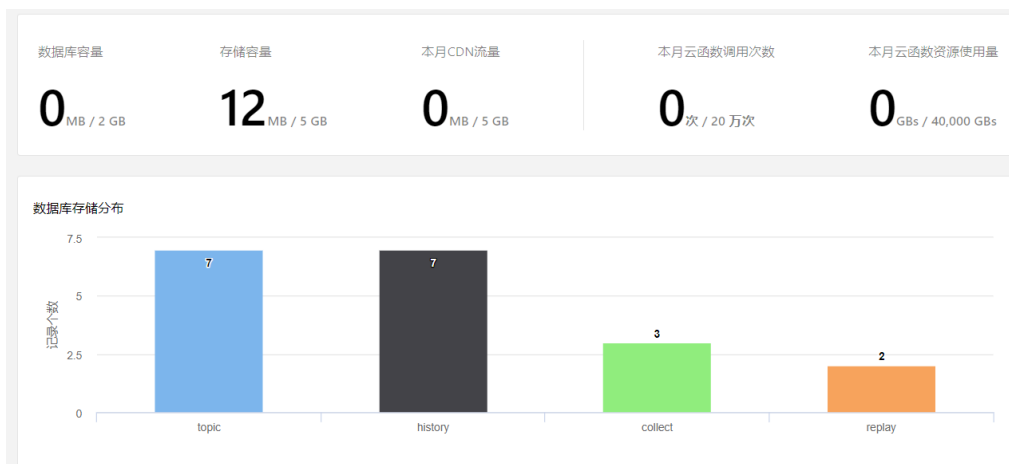 数据库容量 存储容量 本月CDN流量 本月云函数调用次数 本月云函数资源使用量
0MB / 2 GB 12MB / 5 GB 0MB / 5 GB 0次 / 20 万次 0GBs / 40,000 GBs
数据库存储分布
7.5
7 7
记录个数
5
3
2.5
2
0
topic history collect replay